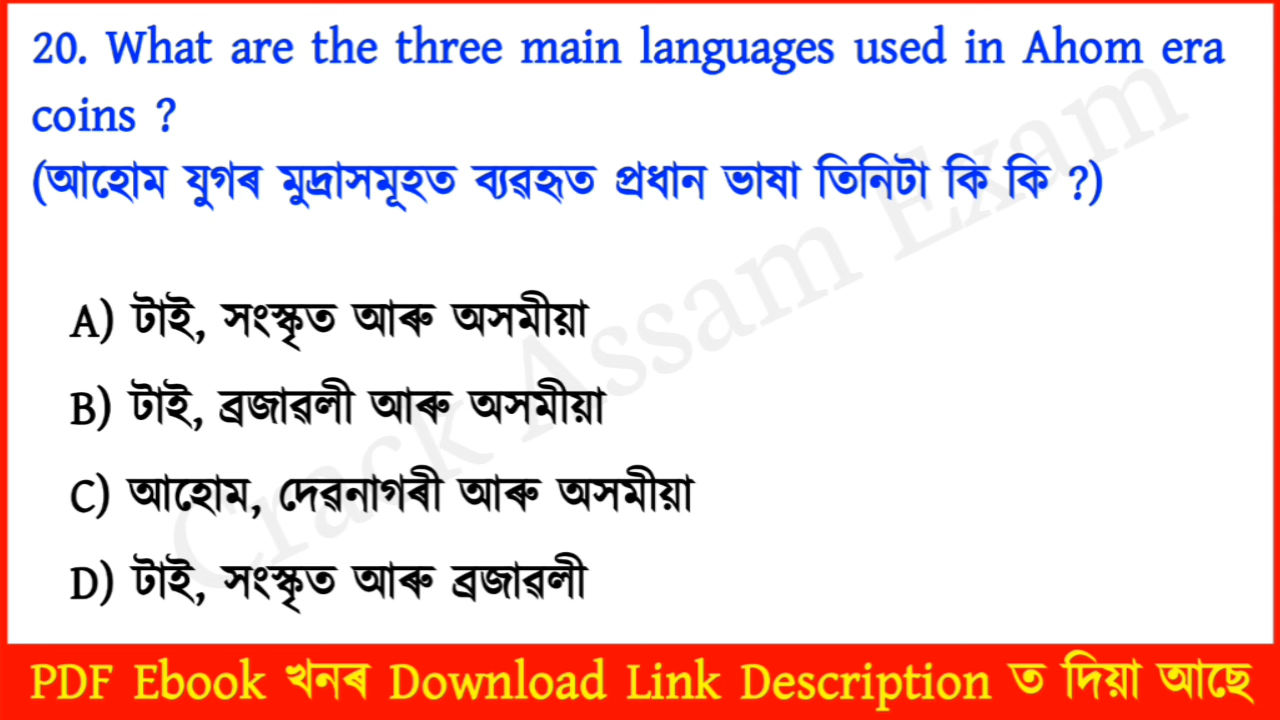 20. What are the three main languages used in Ahom era
coins ?
(আহোম যুগৰ মুদ্ৰাসমূহত ব্যৱহৃত প্ৰধান ভাষা তিনিটা কি কি ?)
A) টাই, সংস্কৃত আৰু অসমীয়া
B) টাই, ব্ৰজাৱলী আৰু অসমীয়া
C) আহোম, দেৱনাগৰী আৰু অসমীয়া
D) টাই, সংস্কৃত আৰু ব্ৰজাৱলী
Crack Assam Exam
PDF Ebook খনৰ Download Link Description ত দিয়া আছে